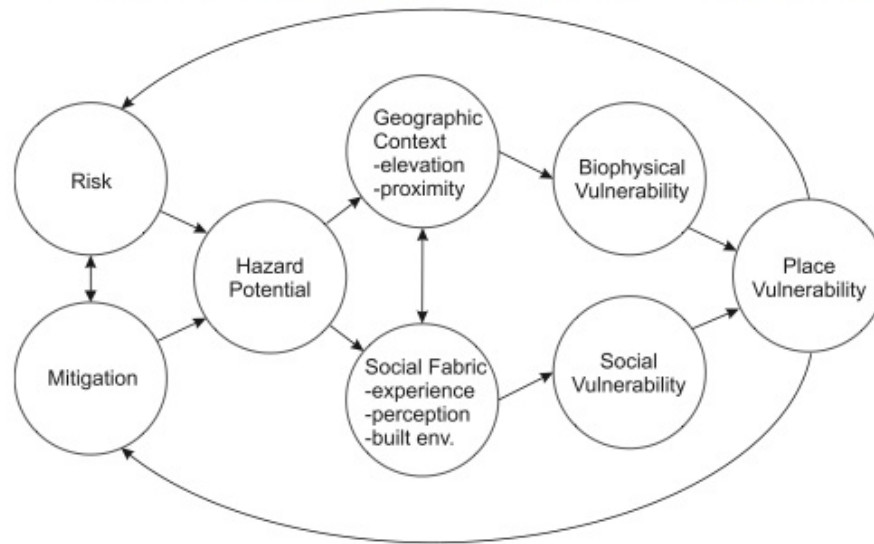 Risk
Mitigation
Hazard
Potential
Geographic
Context
-elevation
-proximity
Social Fabric
-experience
-perception
-built env.
Biophysical
Vulnerability
Social
Vulnerability
Place
Vulnerability